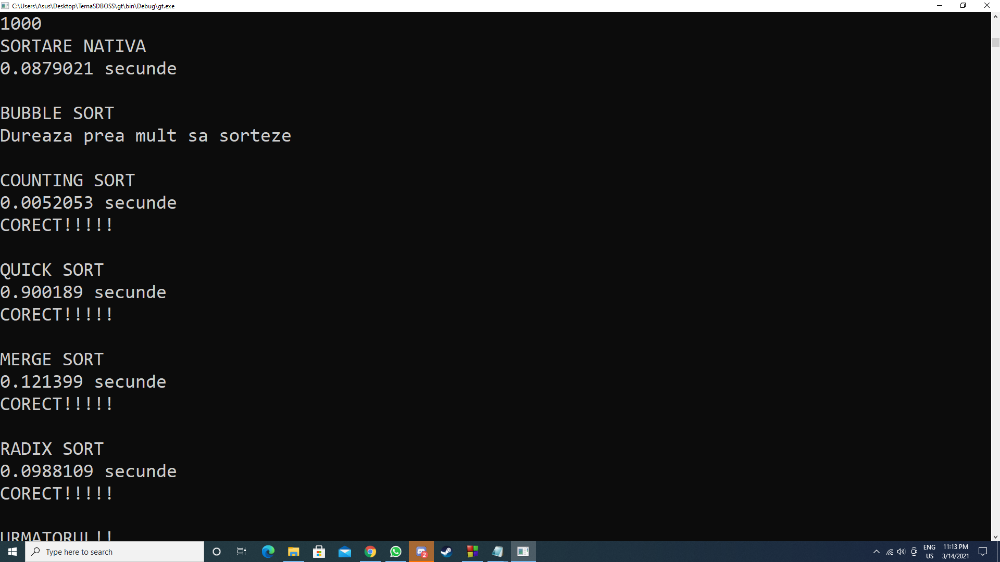 C:\Users\Asus\Desktop\TemaSDBOSS\gt\bin\Debug\gt.exe
1000
SORTARE NATIVA
0.0879021 secunde
BUBBLE SORT
Dureaza prea mult sa sorteze
COUNTING SORT
0.0052053 secunde
CORECT!!!!!
QUICK SORT
0.900189 secunde
CORECT!!!!!
MERGE SORT
0.121399 secunde
CORECT!!!!!
RADIX SORT
0.0988109 secunde
CORECT!!!!!
URMATORUL!!
Type here to search
2
ENG
US
11:13 PM
3/14/2021